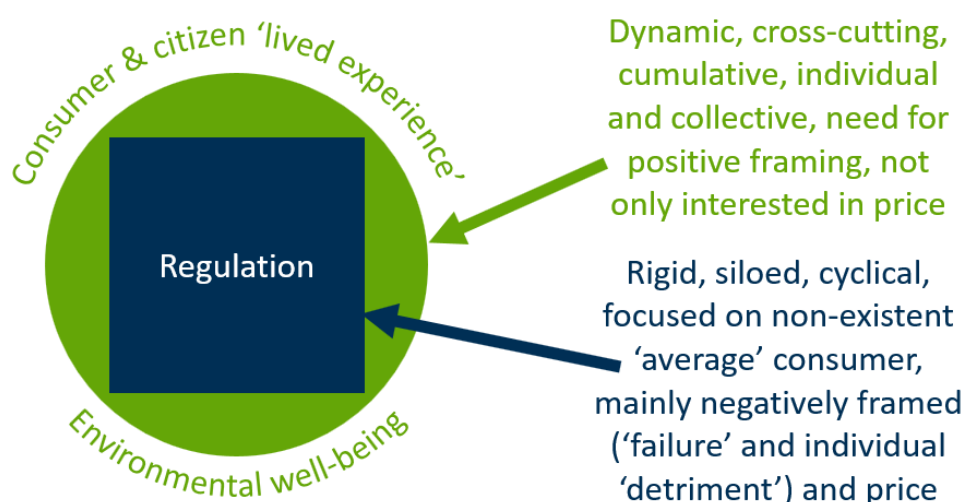 Consumer & citizen ‘lived experience’
Regulation
Environmental well-being
Dynamic, cross-cutting,
cumulative, individual
and collective, need for
positive framing, not
only interested in price
Rigid, siloed, cyclical,
focused on non-existent
‘average’ consumer,
mainly negatively framed
(‘failure’ and individual
‘detriment’) and price